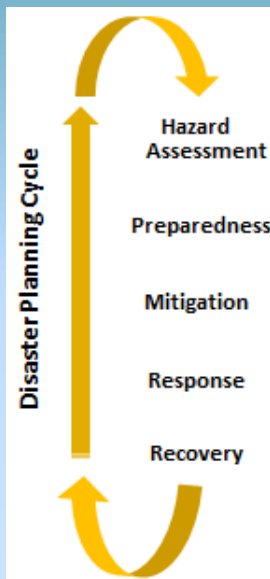 Disaster Planning Cycle
Hazard
Assessment
Preparedness
Mitigation
Response
Recovery